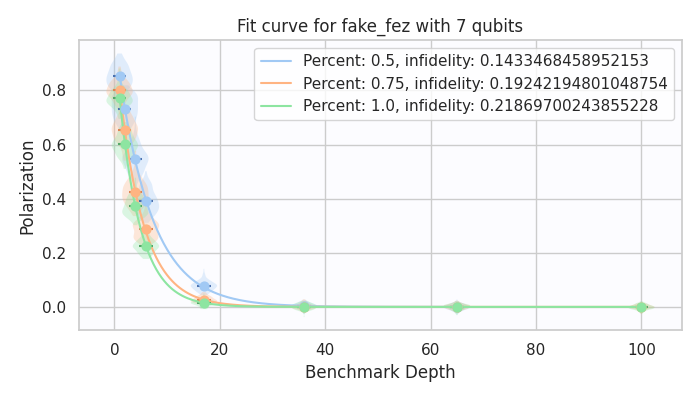 Fit curve for fake_fez with 7 qubits
Percent: 0.5, infidelity: 0.1433468458952153
Percent: 0.75, infidelity: 0.19242194801048754
Percent: 1.0, infidelity: 0.21869700243855228
Polarization
0.8
0.6
0.4
0.2
0.0
0 20 40 60 80 100
Benchmark Depth